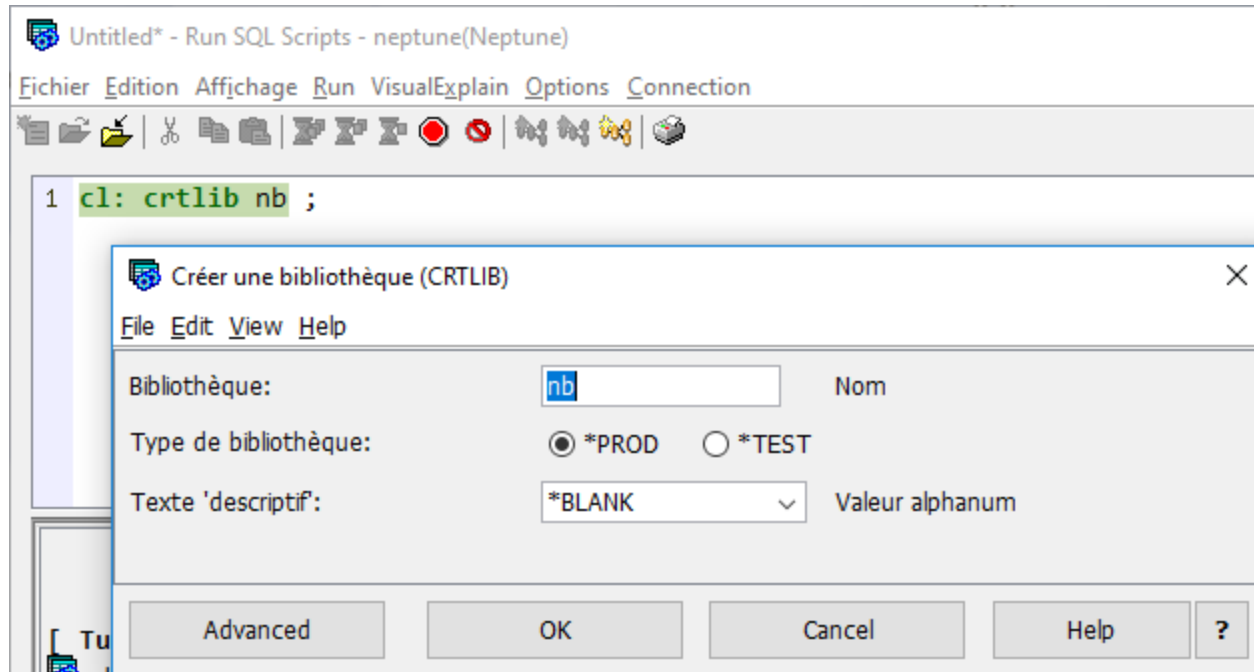 Untitled* - Run SQL Scripts - neptune(Neptune)
Fichier Edition Affichage Run VisualExplain Options Connection
1 cl: crtlib nb ;
Créer une bibliothèque (CRTLIB)
File Edit View Help
Bibliothèque: nb Nom
Type de bibliothèque: *PROD *TEST
Texte 'descriptif': *BLANK Valeur alphanum
Advanced OK Cancel Help ?
[ Tu